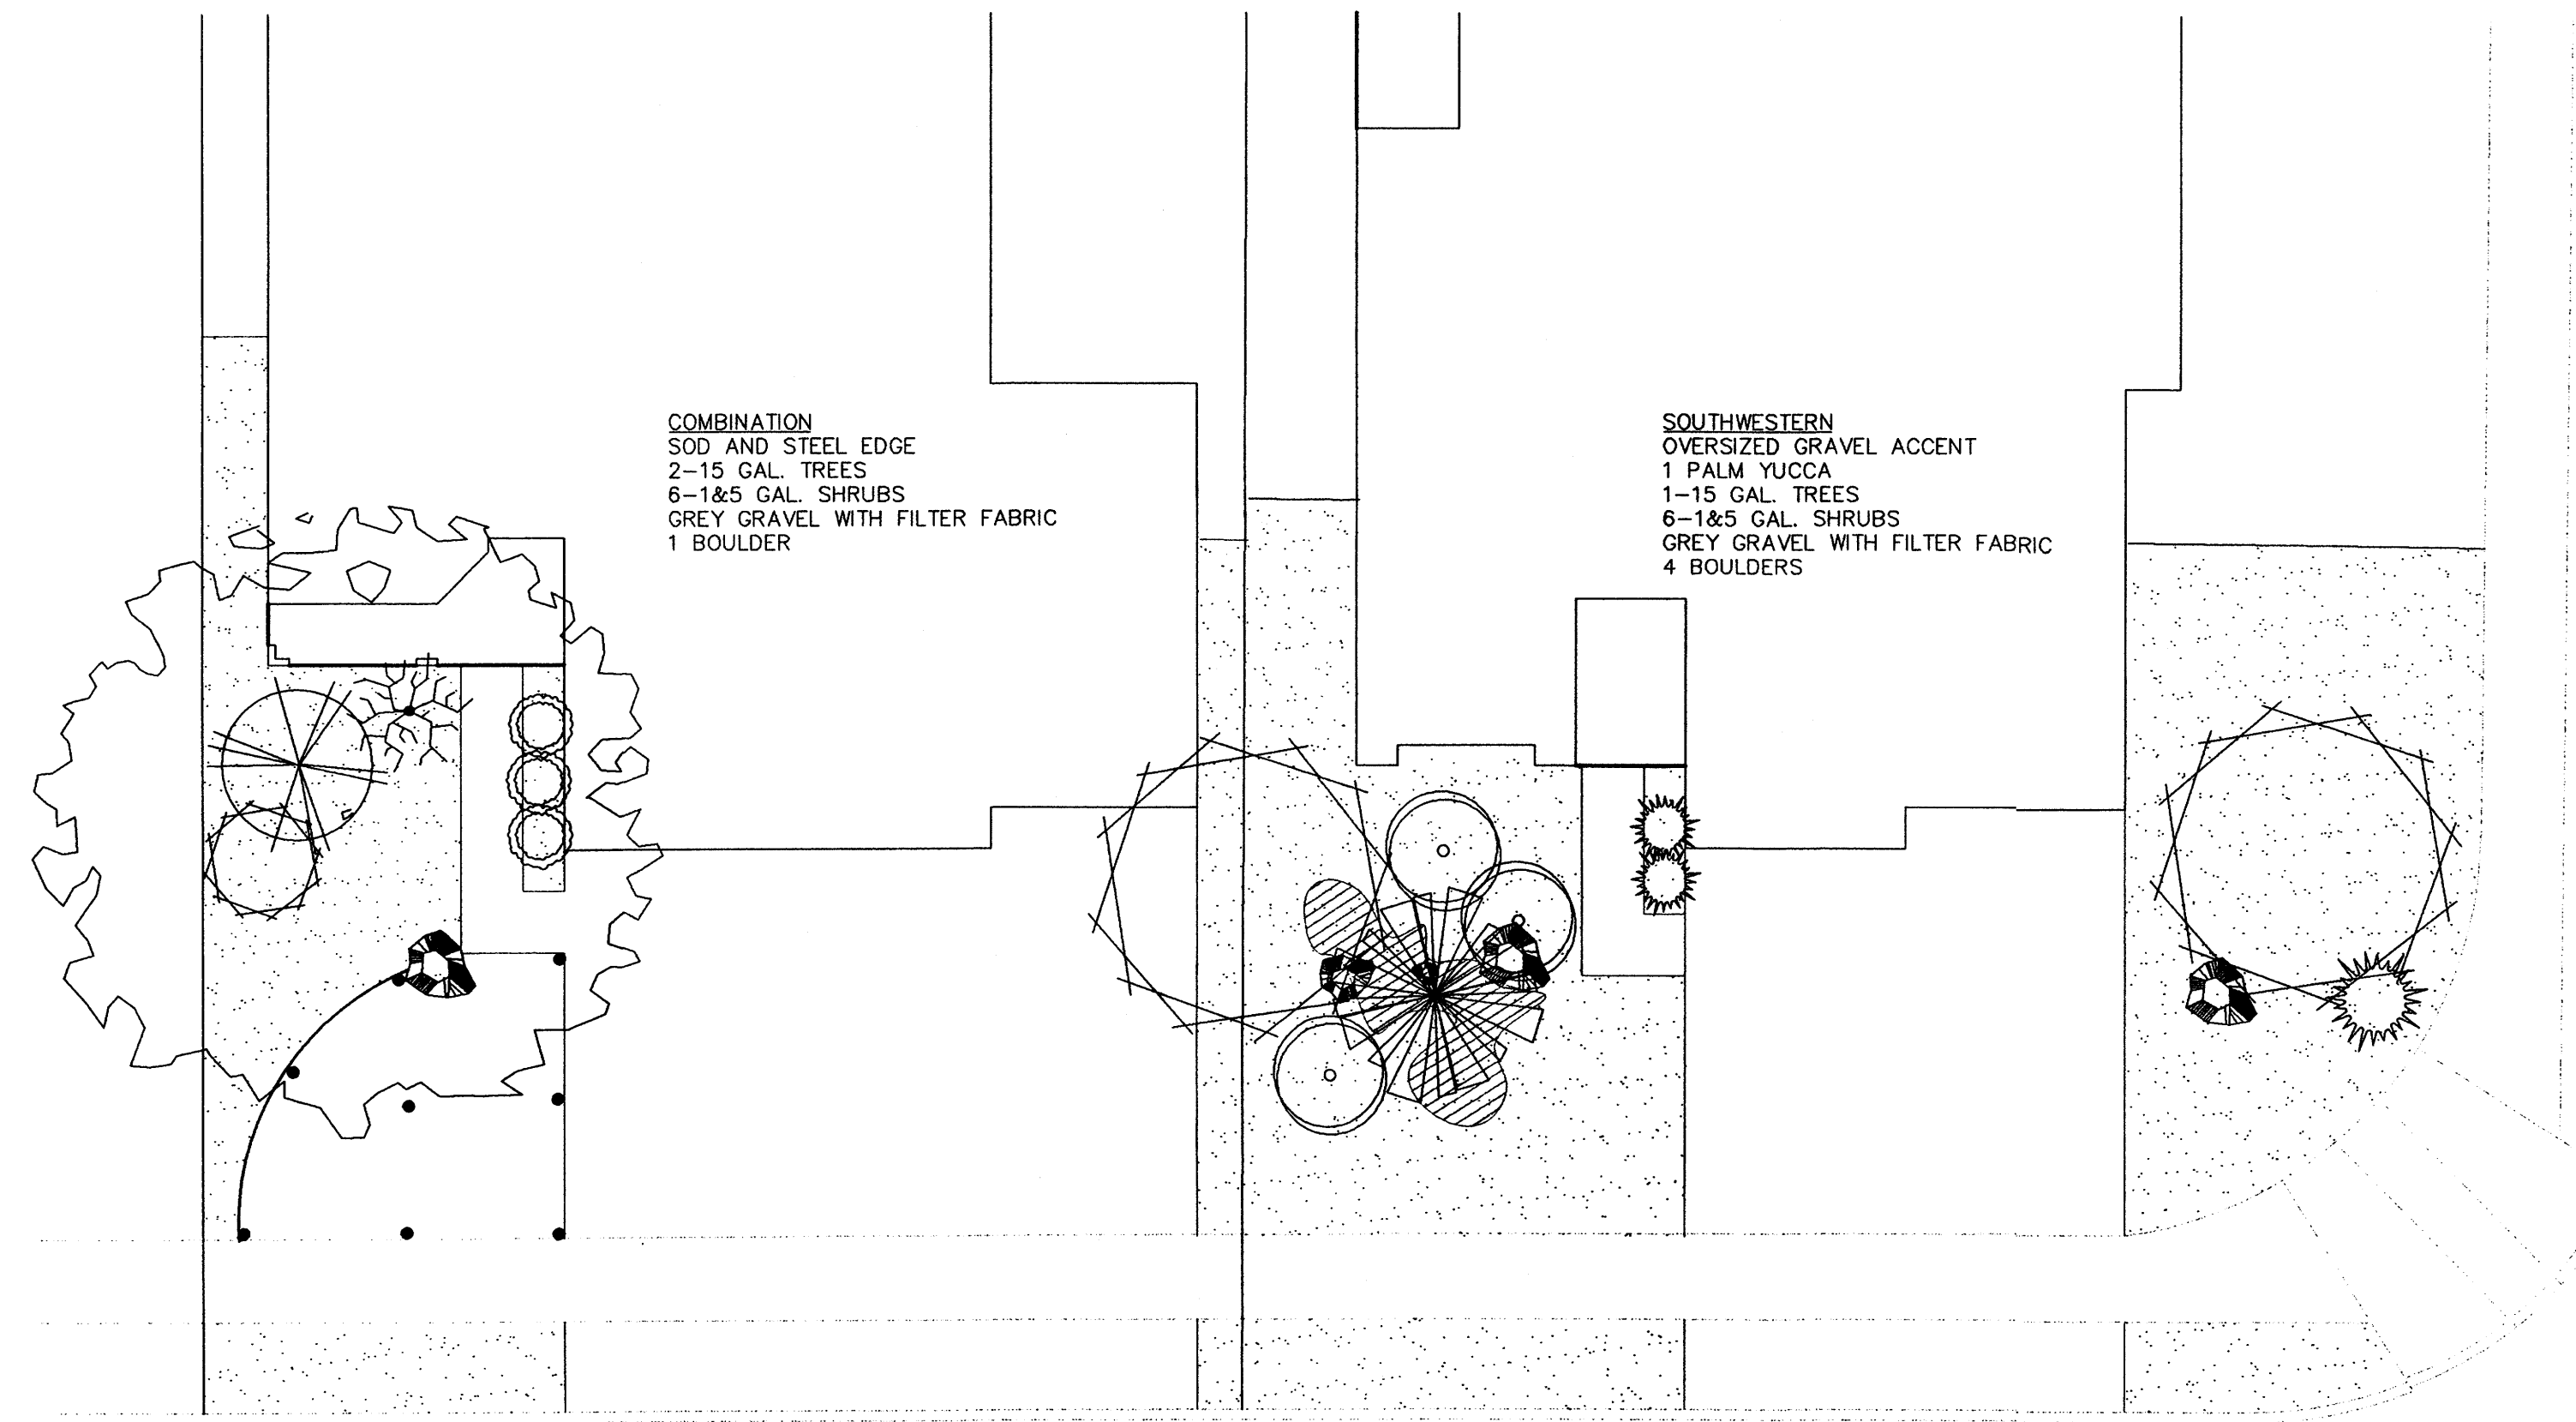 COMBINATION
SOD AND STEEL EDGE
2-15 GAL. TREES
6-1&5 GAL. SHRUBS
GREY GRAVEL WITH FILTER FABRIC
1 BOULDER
SOUTHWESTERN
OVERSIZED GRAVEL ACCENT
1 PALM YUCCA
1-15 GAL. TREES
6-1&5 GAL. SHRUBS
GREY GRAVEL WITH FILTER FABRIC
4 BOULDERS